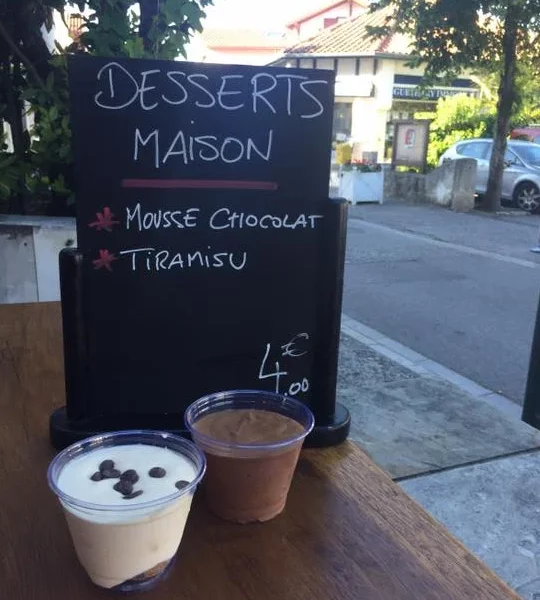 DESSERTS
MAISON
* MOUSSE CHOCOLAT
* TIRAMISU
4.00€